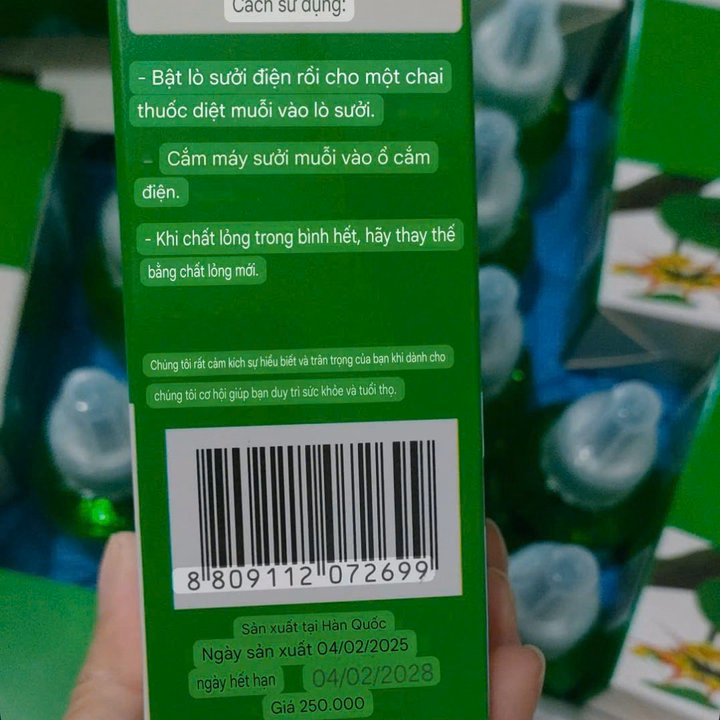 Cách sử dụng:
- Bật lò sưởi điện rồi cho một chai
thuốc diệt muỗi vào lò sưởi.
- Cắm máy sưởi muỗi vào ổ cắm
điện.
- Khi chất lỏng trong bình hết, hãy thay thế
bằng chất lỏng mới.
Chúng tôi rất cảm kích sự hiểu biết và trân trọng của bạn khi dành cho
chúng tôi cơ hội giúp bạn duy trì sức khỏe và tuổi thọ.
8 809112 072699
Sản xuất tại Hàn Quốc
Ngày sản xuất 04/02/2025
ngày hết hạn 04/02/2028
Giá 250.000